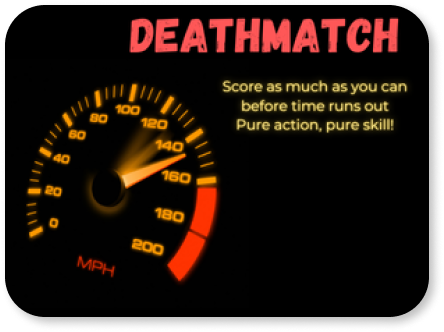 DEATHMATCH
Score as much as you can
before time runs out
Pure action, pure skill!
0
20
40
60
80
100
120
140
160
180
200
MPH